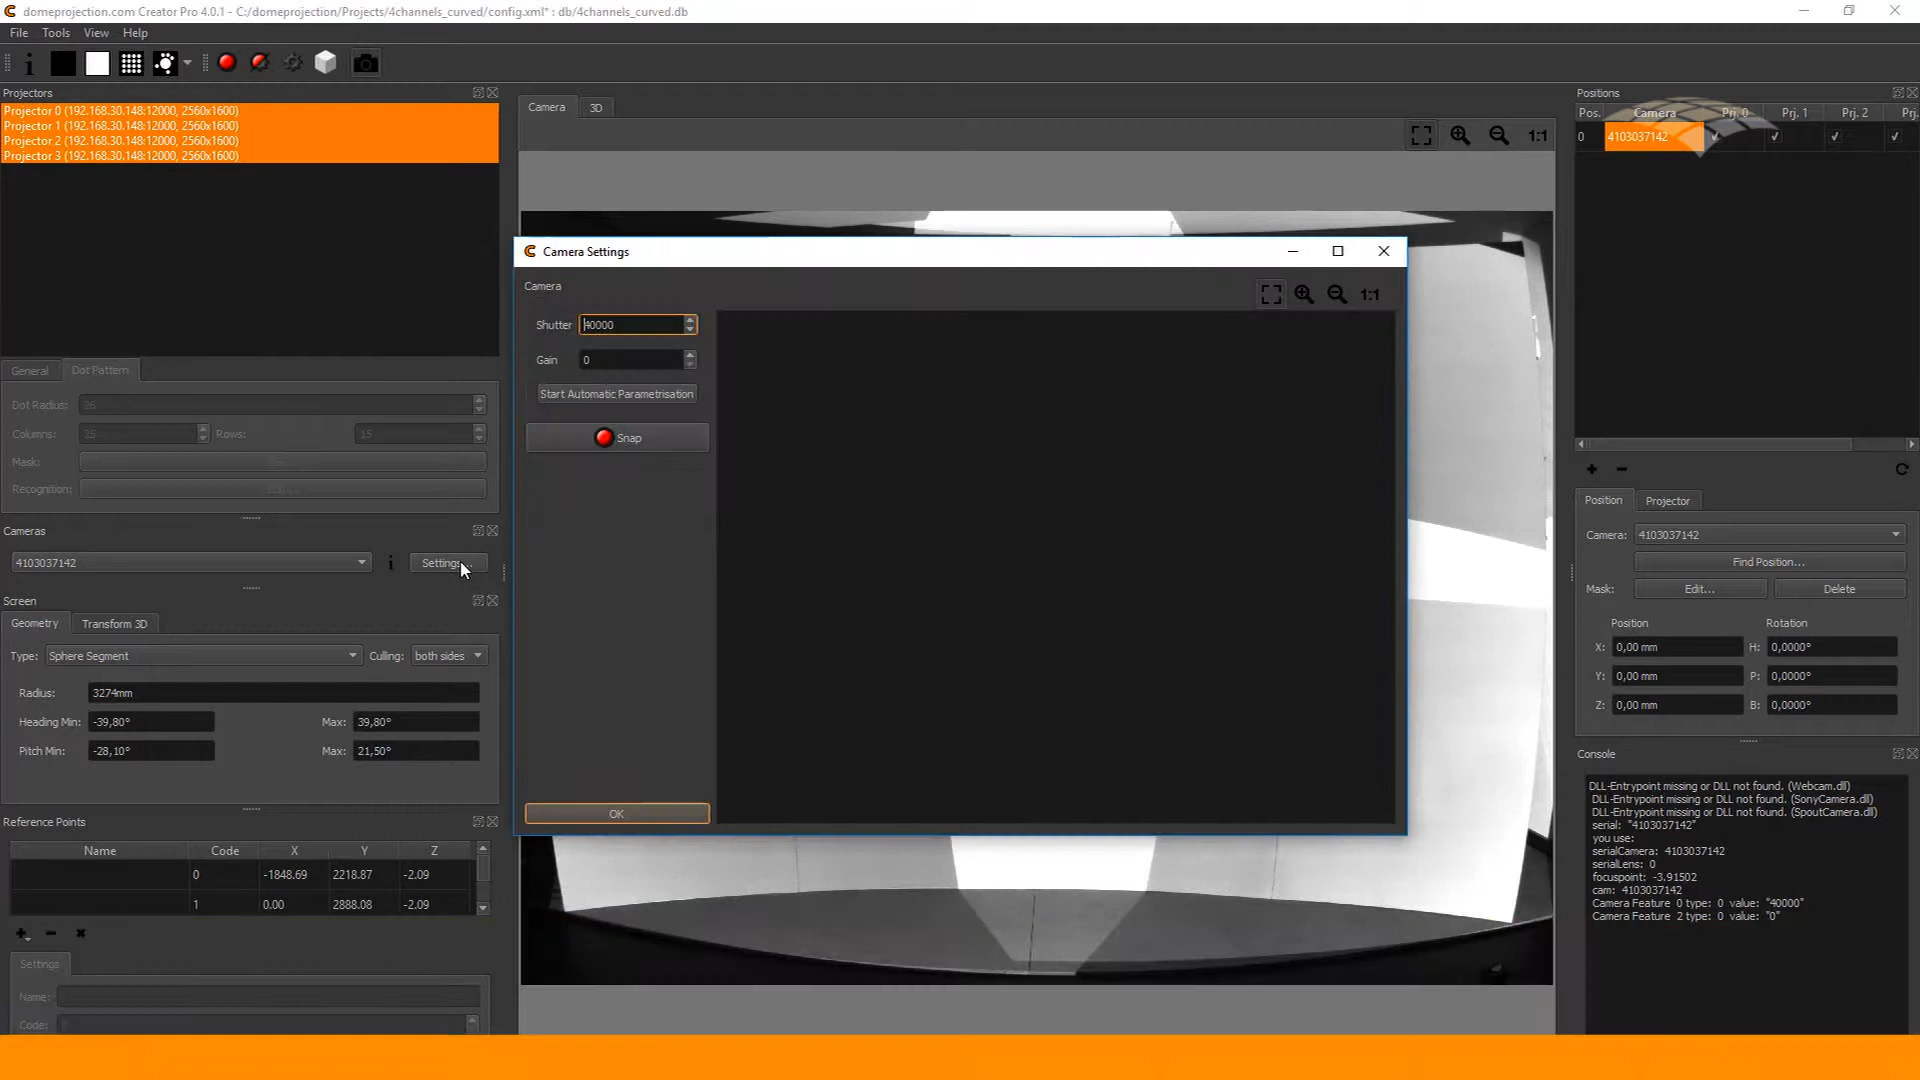 domeprojection.com Creator Pro 4.0.1 - C:/domeprojection/Projects/4channels_curved/config.xml* : db/4channels_curved.db
File Tools View Help
Projectors
Projector 0 (192.168.30.148:12000, 2560x1600)
Projector 1 (192.168.30.148:12000, 2560x1600)
Projector 2 (192.168.30.148:12000, 2560x1600)
Projector 3 (192.168.30.148:12000, 2560x1600)
General Dot Pattern
Dot Radius: 26
Columns: 25 Rows: 15
Mask:
Recognition:
Cameras
4103037142 Settings...
Screen
Geometry Transform 3D
Type: Sphere Segment Culling: both sides
Radius: 3274mm
Heading Min: -39,80° Max: 39,80°
Pitch Min: -28,10° Max: 21,50°
Reference Points
Name Code X Y Z
0 -1848.69 2218.87 -2.09
1 0.00 2888.08 -2.09
Settings
Name:
Code:
Camera 3D
1:1
Camera Settings
Camera
1:1
Shutter 40000
Gain 0
Start Automatic Parametrisation
Snap
OK
Positions
Pos. Camera Prj. 0 Prj. 1 Prj. 2 Prj.
0 4103037142
Position Projector
Camera: 4103037142
Find Position...
Mask: Edit... Delete
Position Rotation
X: 0,00 mm H: 0,0000°
Y: 0,00 mm P: 0,0000°
Z: 0,00 mm B: 0,0000°
Console
DLL-Entrypoint missing or DLL not found. (Webcam.dll)
DLL-Entrypoint missing or DLL not found. (SonyCamera.dll)
DLL-Entrypoint missing or DLL not found. (SpoutCamera.dll)
serial: "4103037142"
you use:
serialCamera: 4103037142
serialLens: 0
focuspoint: -3.91502
cam: 4103037142
Camera Feature 0 type: 0 value: "40000"
Camera Feature 2 type: 0 value: "0"